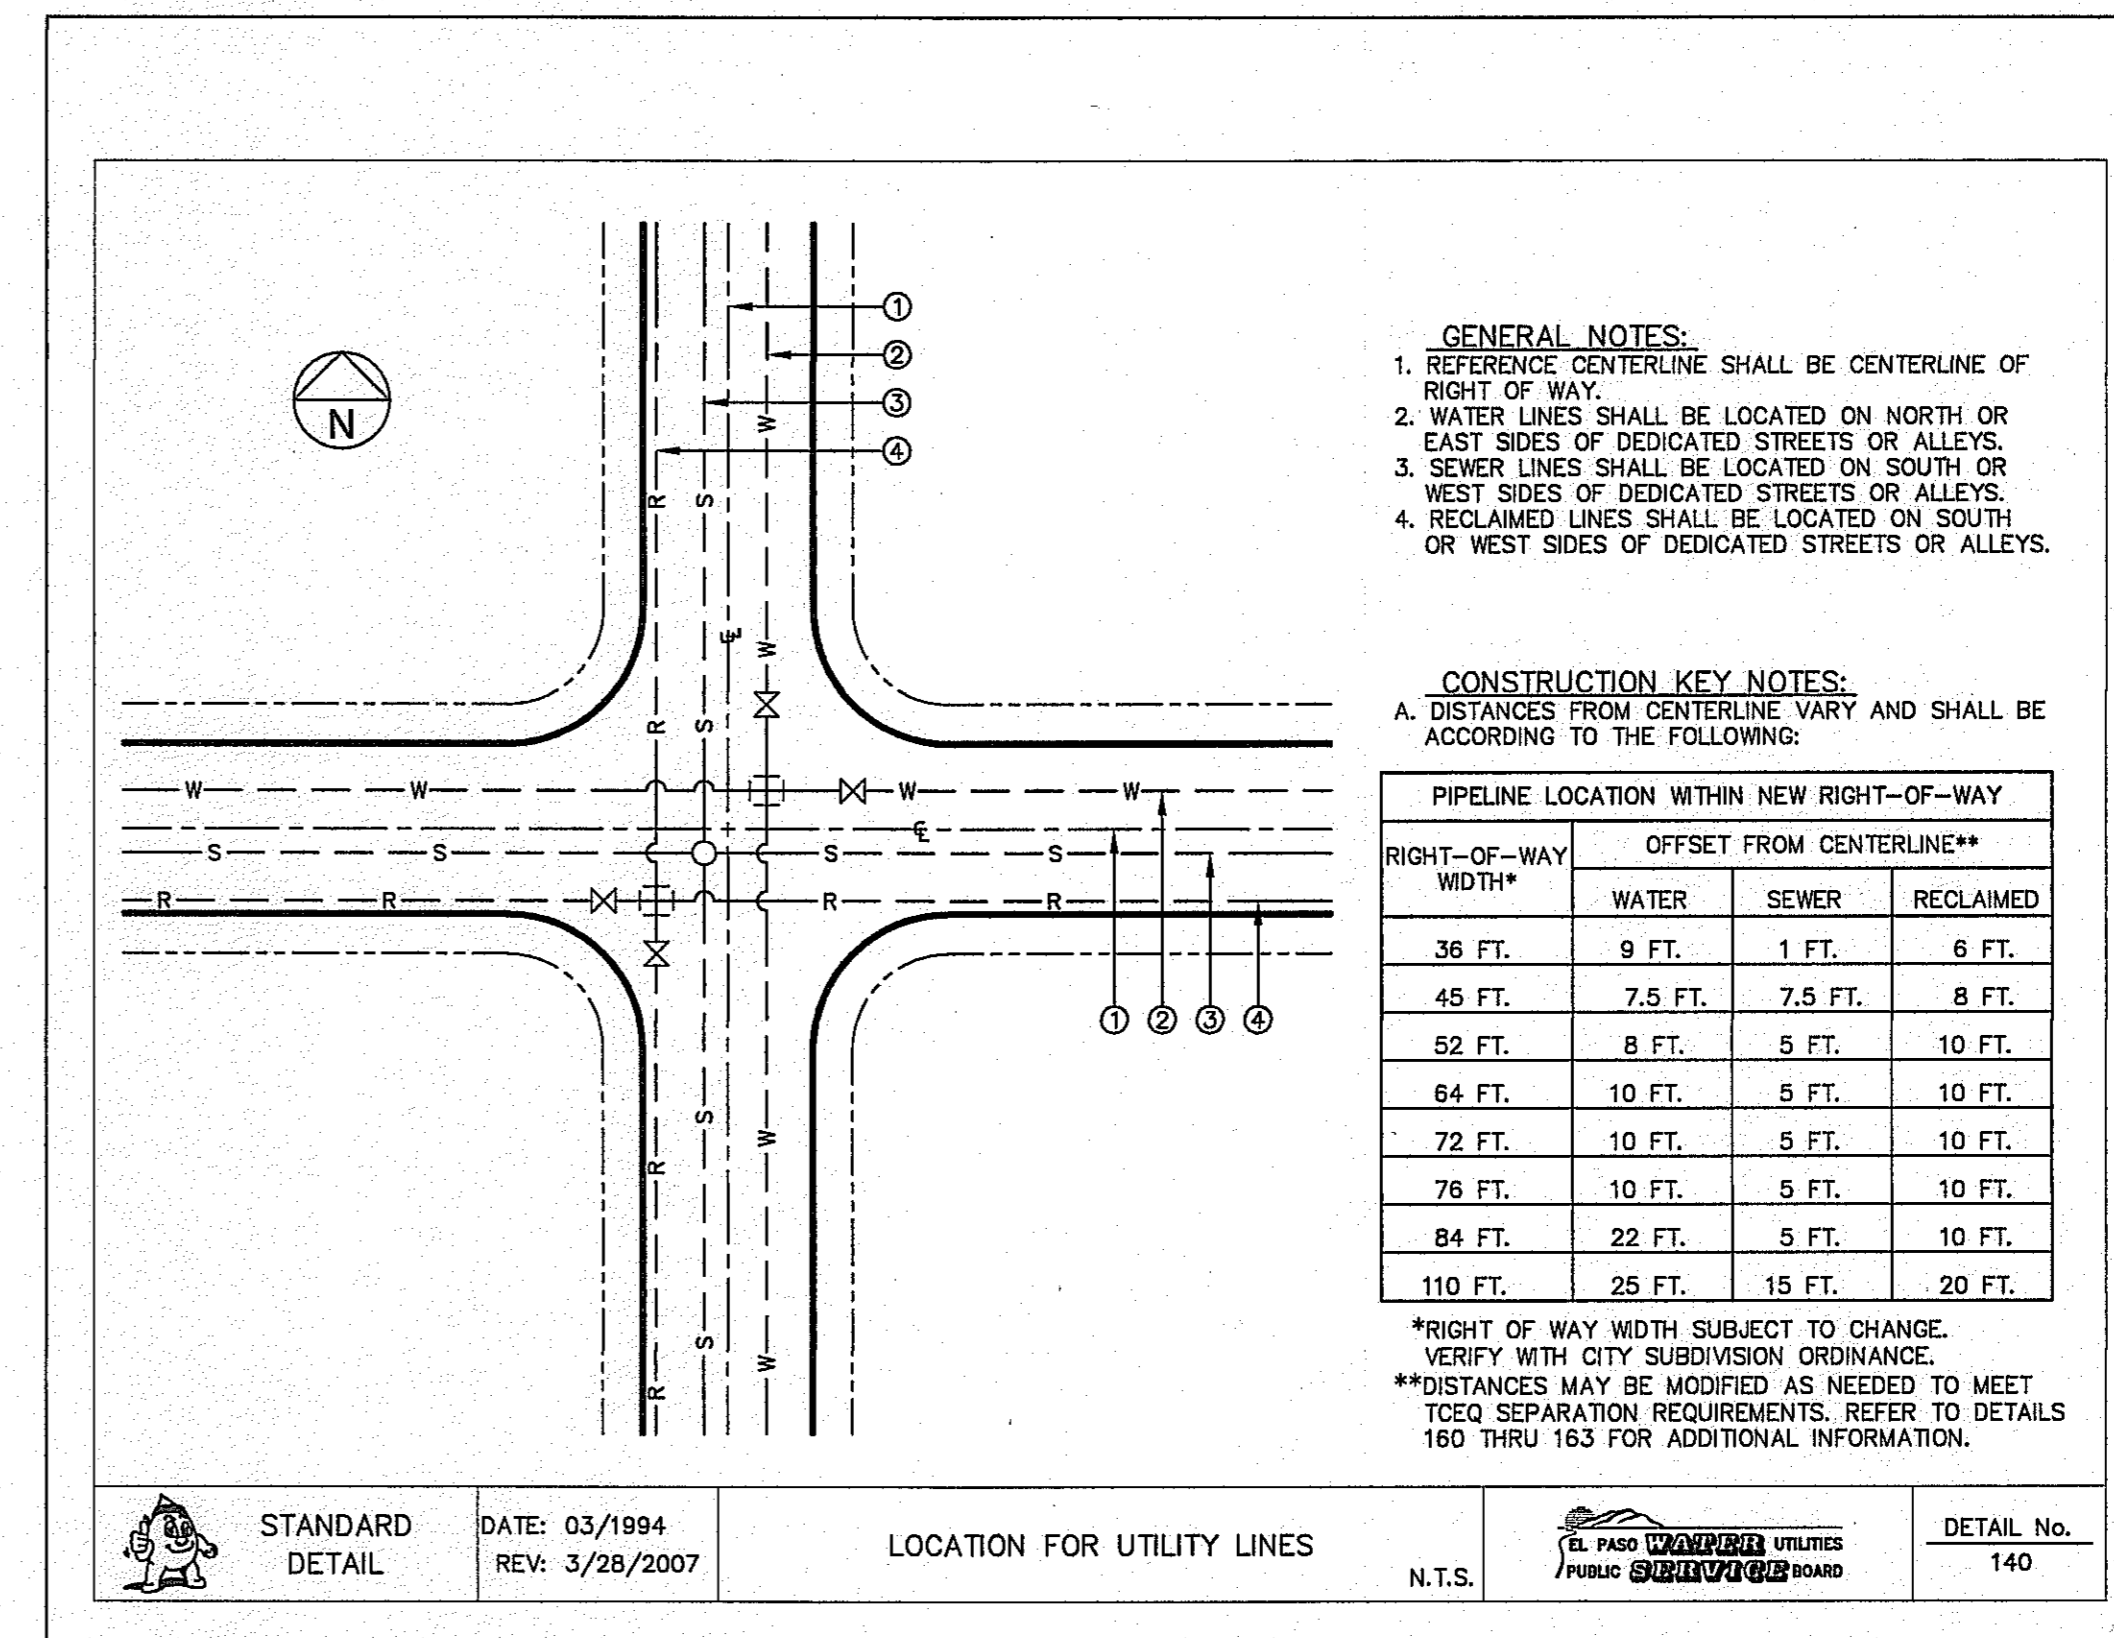 N
1
2
3
4
R
S
W
℄
W
R
S
W
W
W
W
℄
S
S
S
S
R
R
R
R
1 2 3 4
S
W
R
S
W
R
GENERAL NOTES:
1. REFERENCE CENTERLINE SHALL BE CENTERLINE OF
RIGHT OF WAY.
2. WATER LINES SHALL BE LOCATED ON NORTH OR
EAST SIDES OF DEDICATED STREETS OR ALLEYS.
3. SEWER LINES SHALL BE LOCATED ON SOUTH OR
WEST SIDES OF DEDICATED STREETS OR ALLEYS.
4. RECLAIMED LINES SHALL BE LOCATED ON SOUTH
OR WEST SIDES OF DEDICATED STREETS OR ALLEYS.
CONSTRUCTION KEY NOTES:
A. DISTANCES FROM CENTERLINE VARY AND SHALL BE
ACCORDING TO THE FOLLOWING:
PIPELINE LOCATION WITHIN NEW RIGHT-OF-WAY
RIGHT-OF-WAY
WIDTH*
OFFSET FROM CENTERLINE**
WATER SEWER RECLAIMED
36 FT. 9 FT. 1 FT. 6 FT.
45 FT. 7.5 FT. 7.5 FT. 8 FT.
52 FT. 8 FT. 5 FT. 10 FT.
64 FT. 10 FT. 5 FT. 10 FT.
72 FT. 10 FT. 5 FT. 10 FT.
76 FT. 10 FT. 5 FT. 10 FT.
84 FT. 22 FT. 5 FT. 10 FT.
110 FT. 25 FT. 15 FT. 20 FT.
*RIGHT OF WAY WIDTH SUBJECT TO CHANGE.
VERIFY WITH CITY SUBDIVISION ORDINANCE.
**DISTANCES MAY BE MODIFIED AS NEEDED TO MEET
TCEQ SEPARATION REQUIREMENTS. REFER TO DETAILS
160 THRU 163 FOR ADDITIONAL INFORMATION.
STANDARD
DETAIL
DATE: 03/1994
REV: 3/28/2007
LOCATION FOR UTILITY LINES
N.T.S.
EL PASO WATER UTILITIES
PUBLIC SERVICE BOARD
DETAIL No.
140